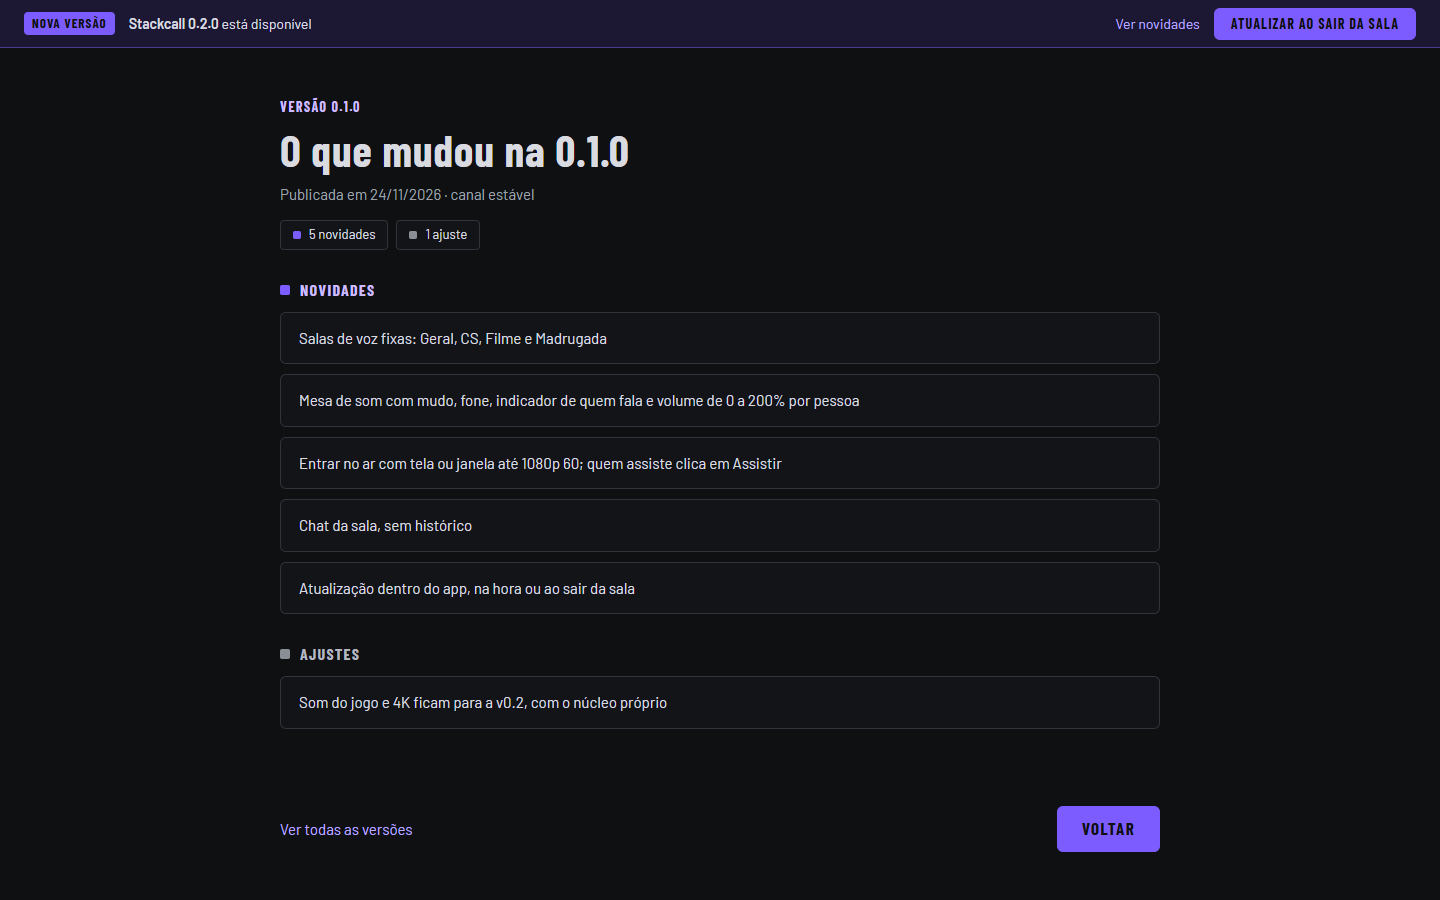 NOVA VERSÃO
Stackcall 0.2.0 está disponível
Ver novidades
ATUALIZAR AO SAIR DA SALA
VERSÃO 0.1.0
O que mudou na 0.1.0
Publicada em 24/11/2026 · canal estável
5 novidades
1 ajuste
NOVIDADES
Salas de voz fixas: Geral, CS, Filme e Madrugada
Mesa de som com mudo, fone, indicador de quem fala e volume de 0 a 200% por pessoa
Entrar no ar com tela ou janela até 1080p 60; quem assiste clica em Assistir
Chat da sala, sem histórico
Atualização dentro do app, na hora ou ao sair da sala
AJUSTES
Som do jogo e 4K ficam para a v0.2, com o núcleo próprio
Ver todas as versões
VOLTAR